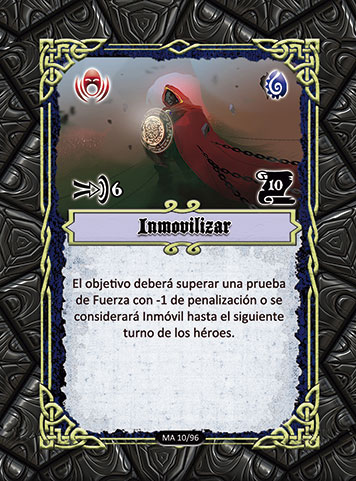 6
10
Inmovilizar
El objetivo deberá superar una prueba
de Fuerza con -1 de penalización o se
considerará Inmóvil hasta el siguiente
turno de los héroes.
MA 10/96